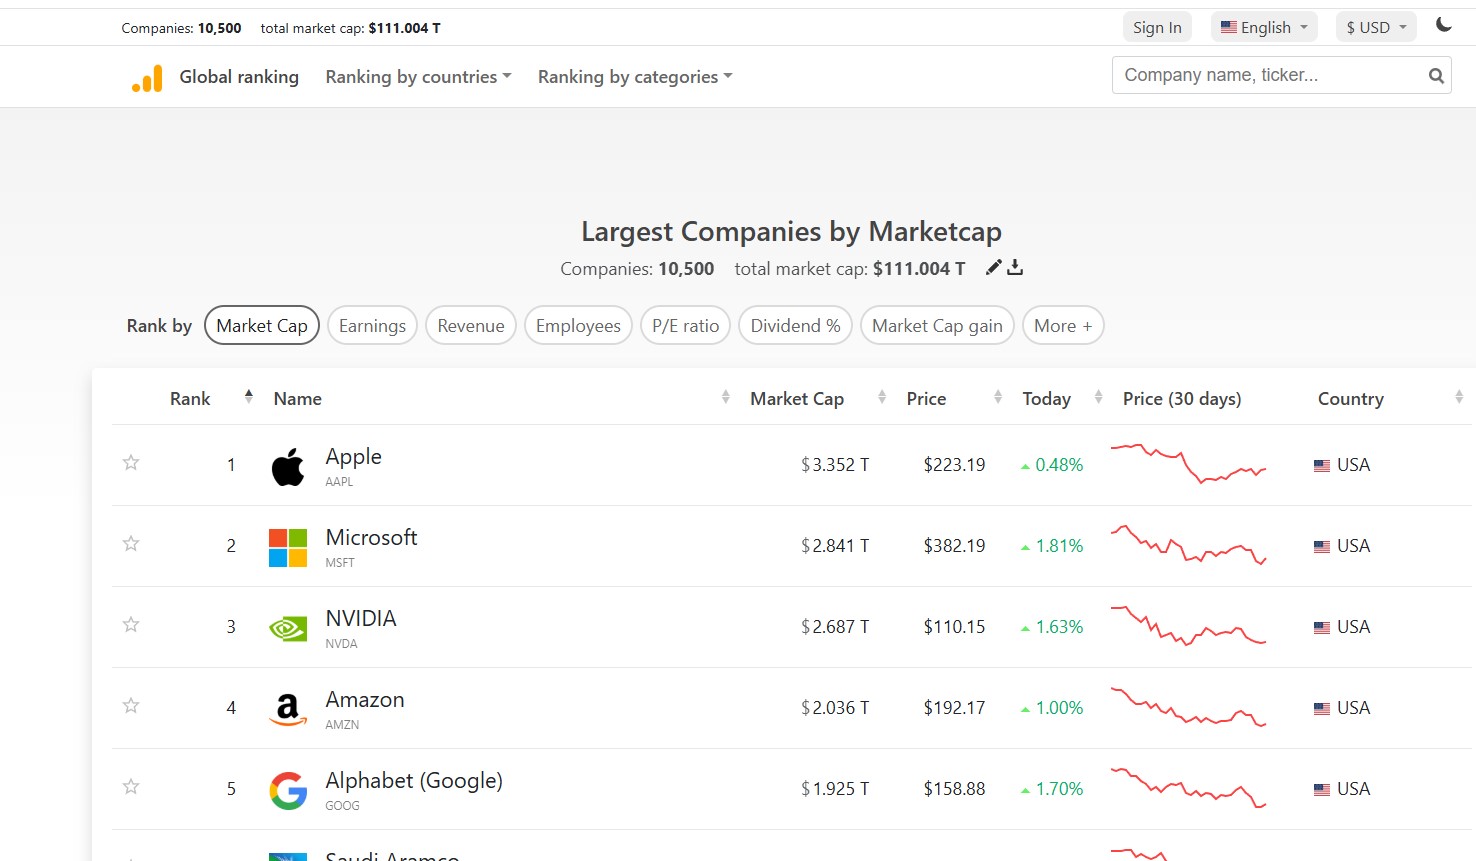 Companies: 10,500 total market cap: $111.004 T Sign In English $ USD
Global ranking Ranking by countries Ranking by categories Company name, ticker...
Largest Companies by Marketcap
Companies: 10,500 total market cap: $111.004 T
Rank by Market Cap Earnings Revenue Employees P/E ratio Dividend % Market Cap gain More +
Rank Name Market Cap Price Today Price (30 days) Country
1 Apple $3.352 T $223.19 0.48% USA
AAPL
2 Microsoft $2.841 T $382.19 1.81% USA
MSFT
3 NVIDIA $2.687 T $110.15 1.63% USA
NVDA
4 Amazon $2.036 T $192.17 1.00% USA
AMZN
5 Alphabet (Google) $1.925 T $158.88 1.70% USA
GOOG
Saudi Aramco